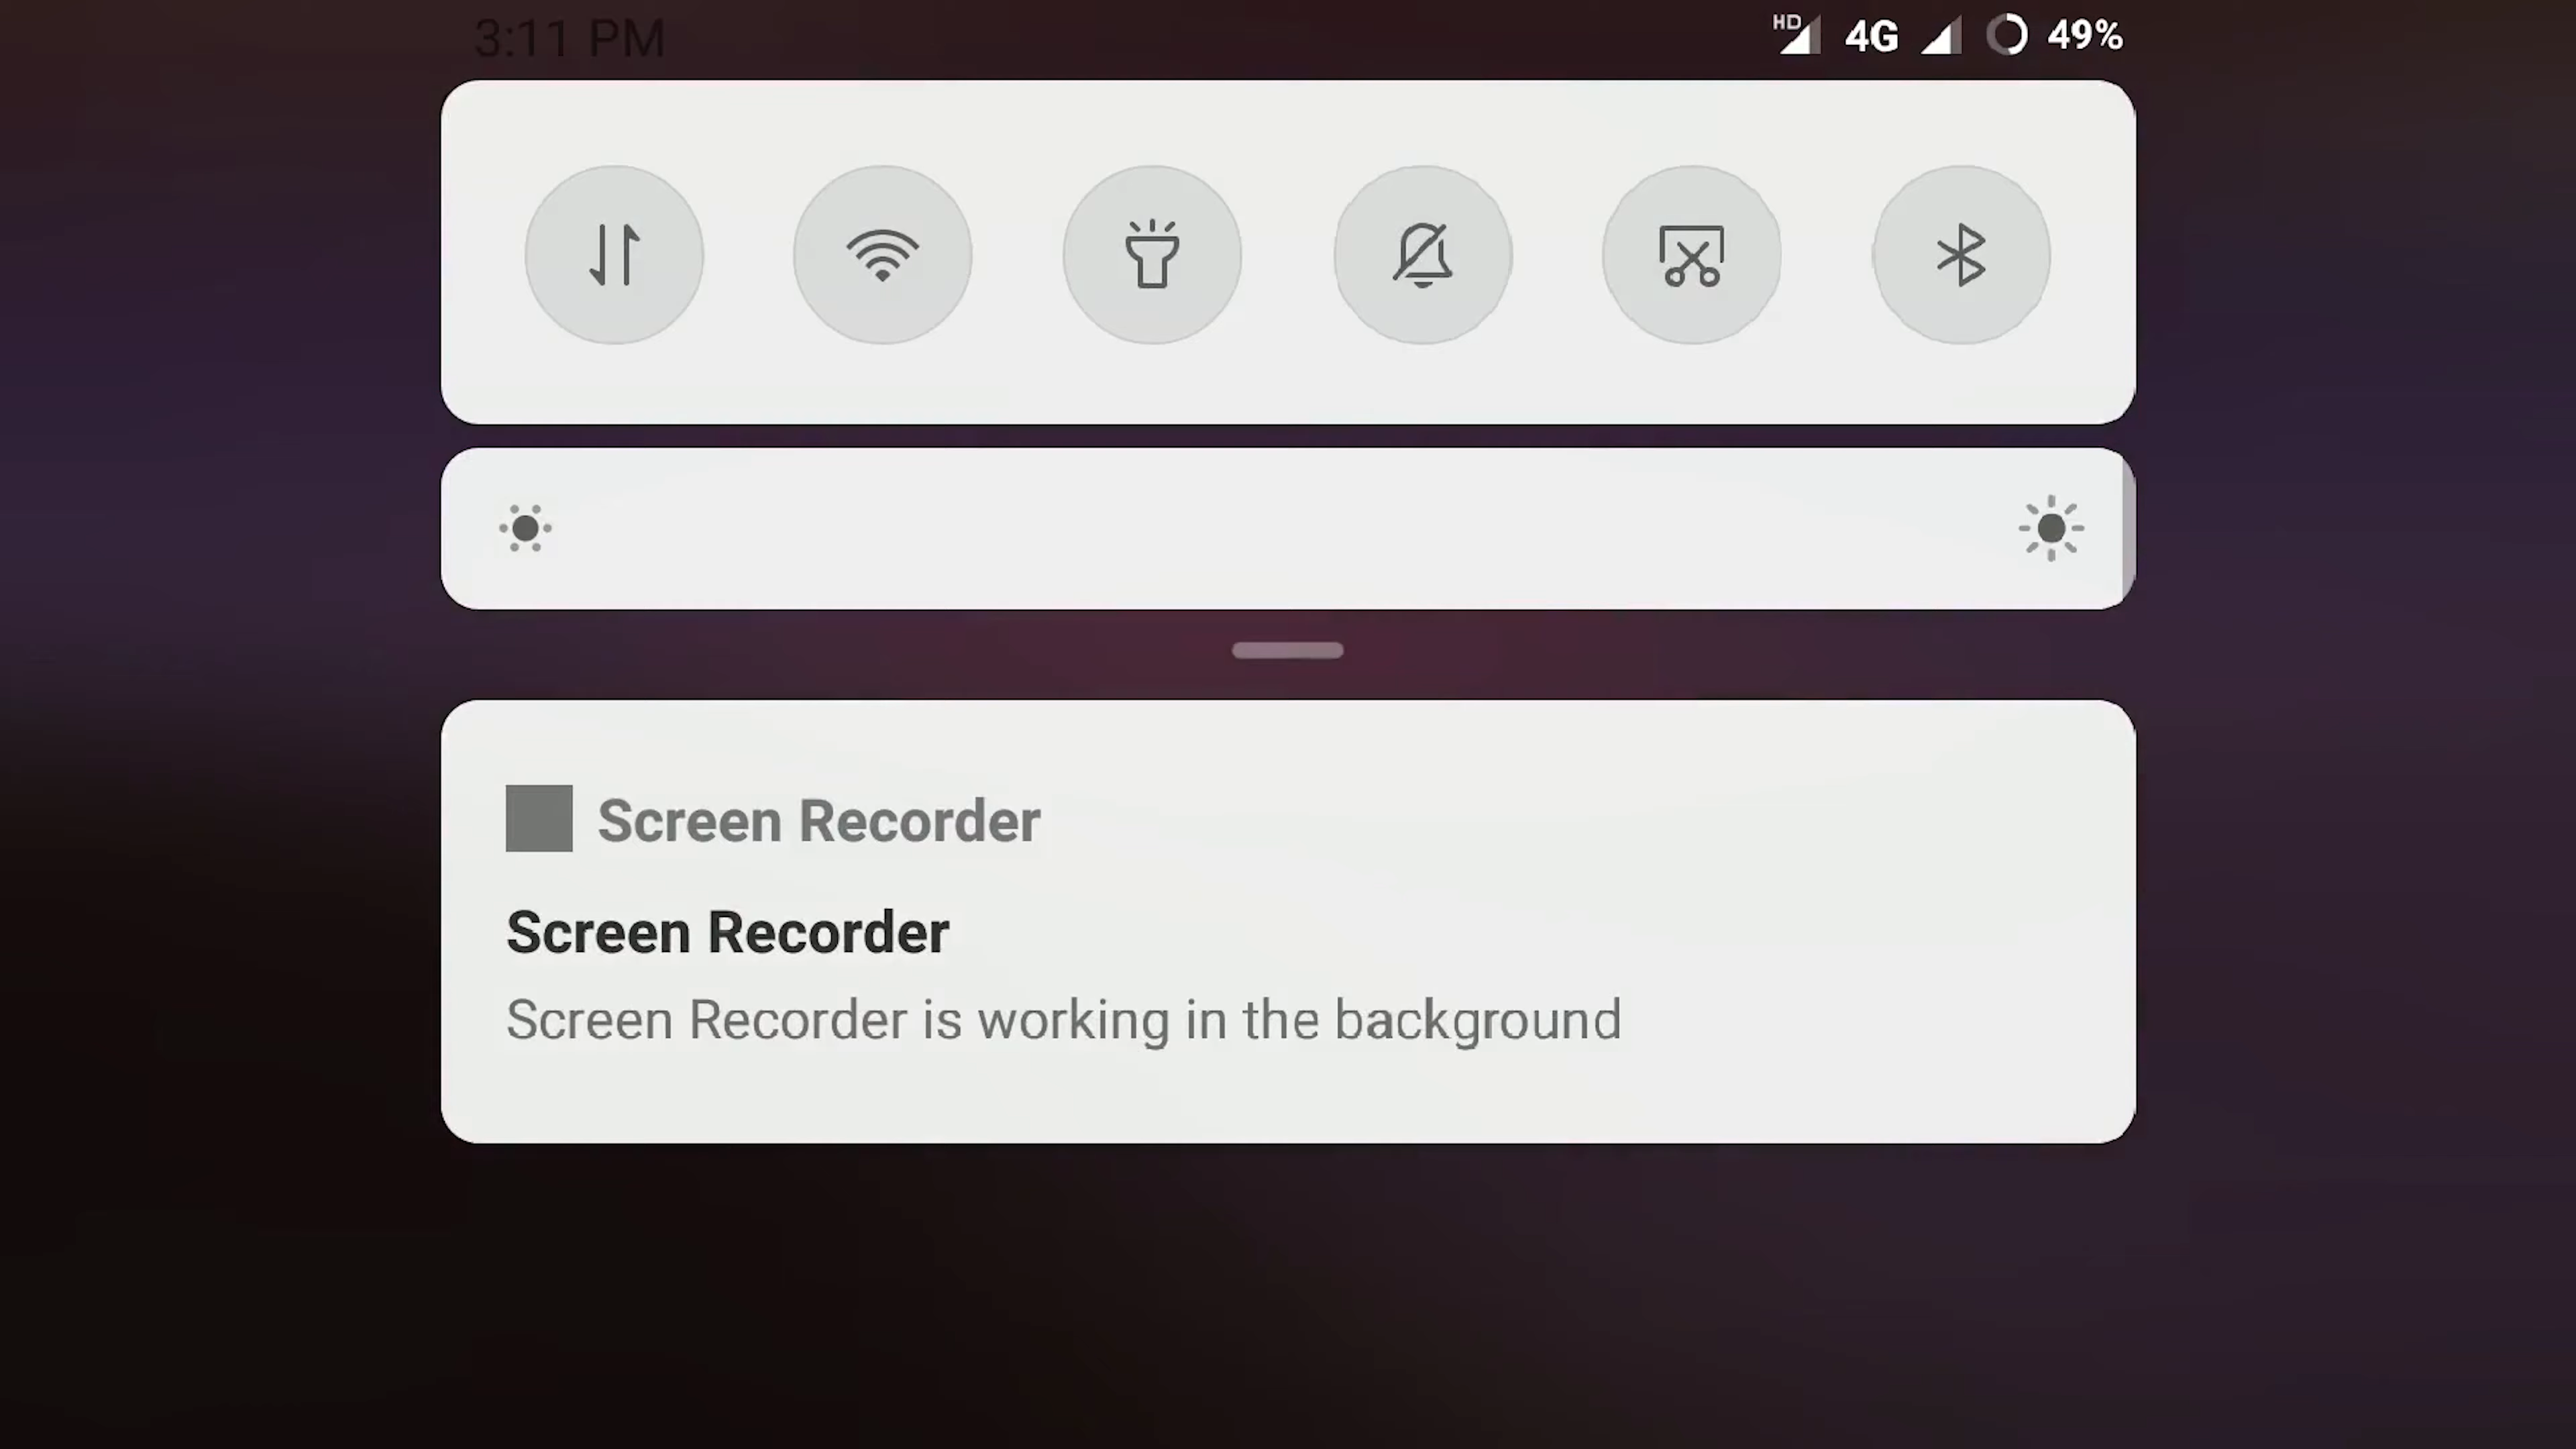 3:11 PM
HD 4G 49%
Screen Recorder
Screen Recorder
Screen Recorder is working in the background